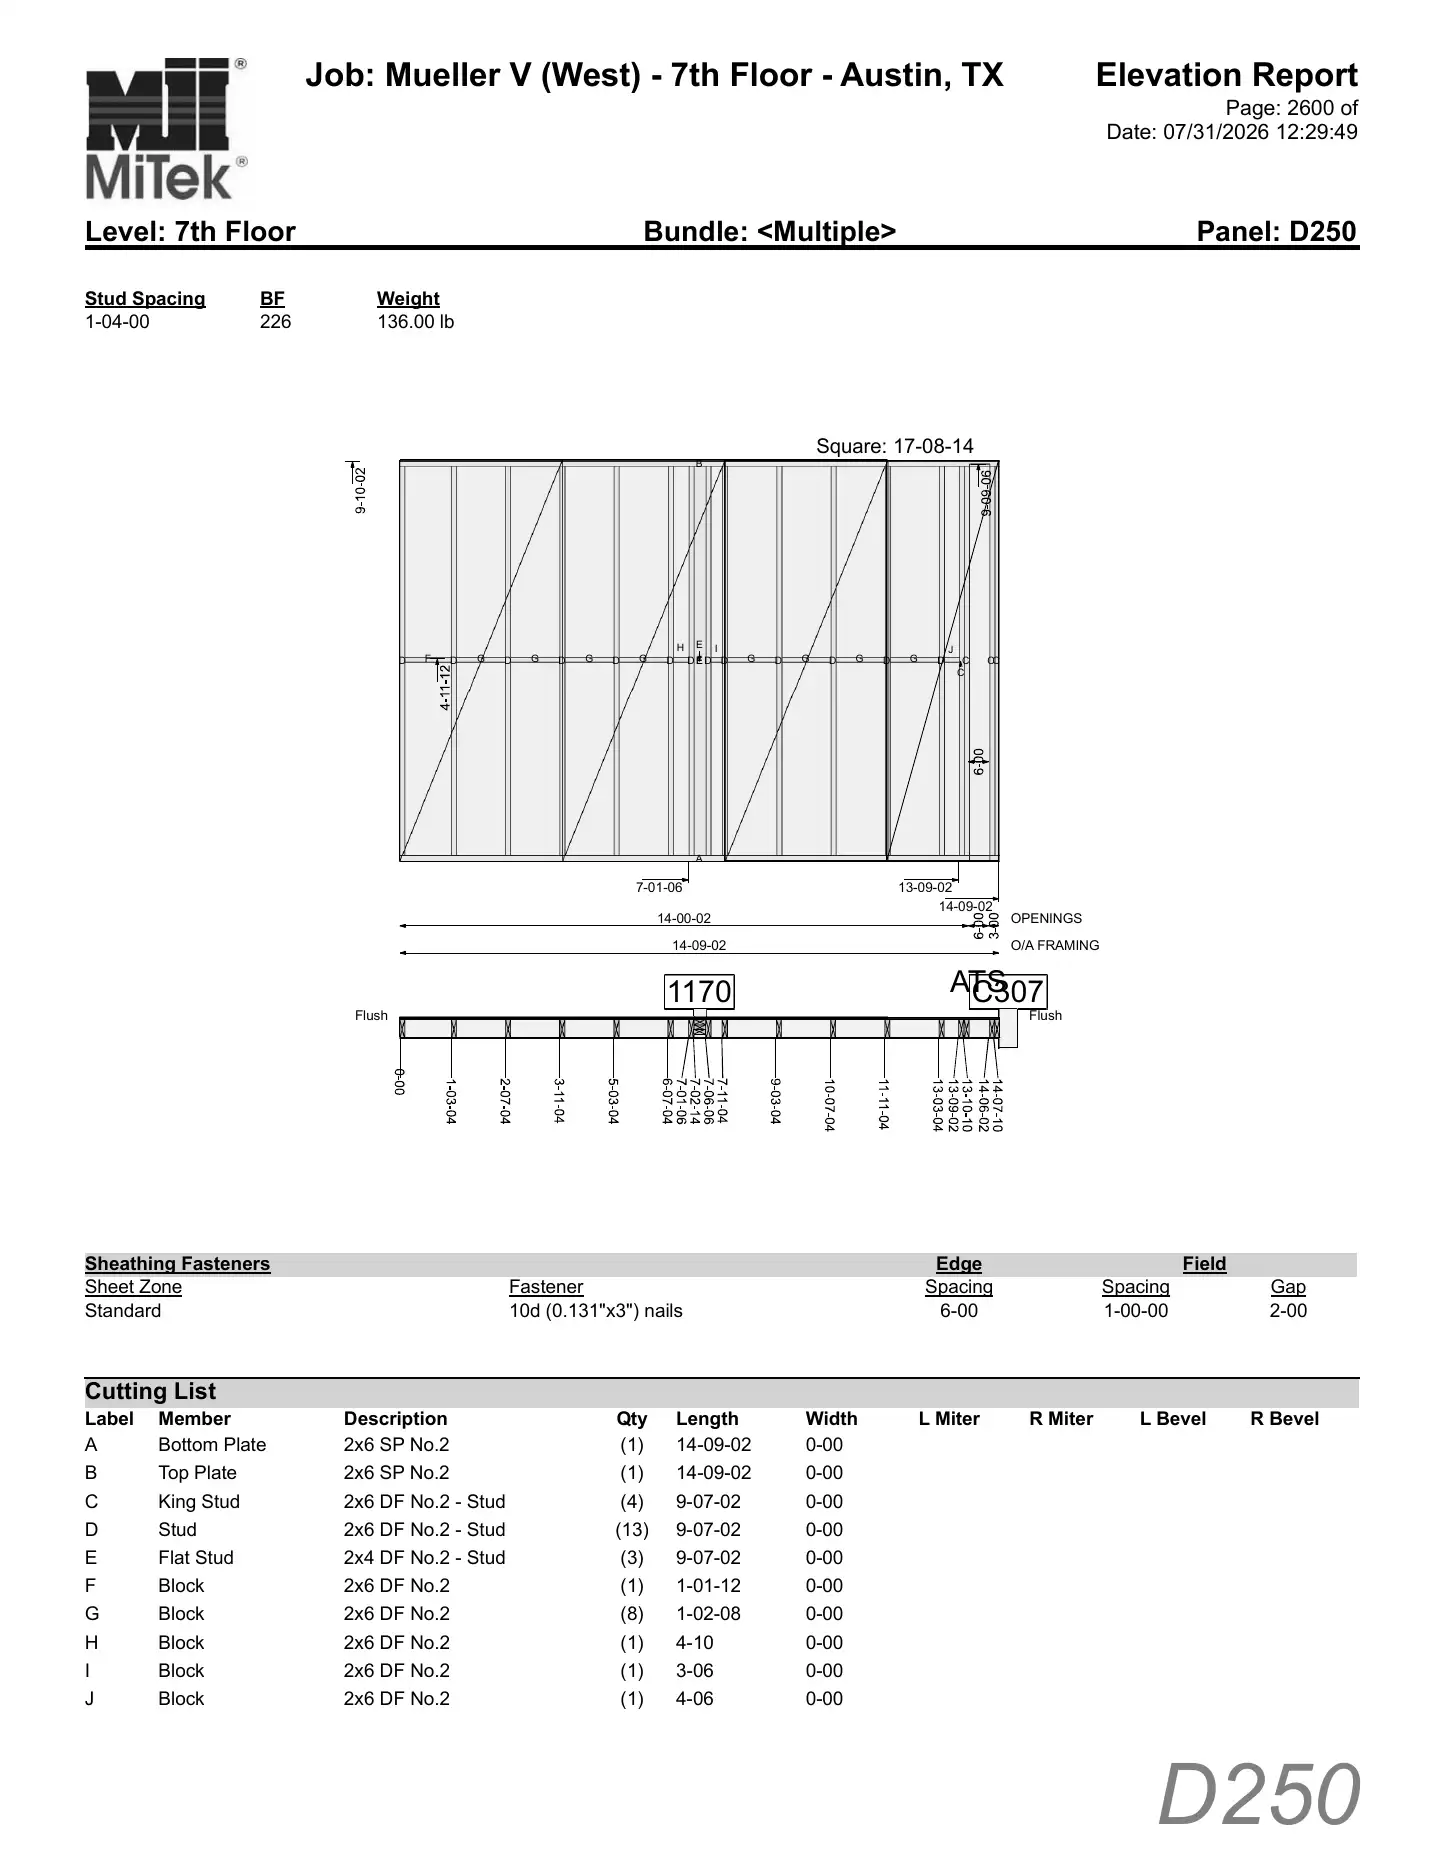 Job: Mueller V (West) - 7th Floor - Austin, TX
Elevation Report
Page: 2600 of
Date: 07/31/2026 12:29:49
MiTek®
Level: 7th Floor Bundle: <Multiple> Panel: D250
Stud Spacing BF Weight
1-04-00 226 136.00 lb
Square: 17-08-14
9-10-02
9-09-06
B
H E I J
F G G G G G G G G
D D D D D D D E D D D D D D C C D
C
4-11-12
6-00
A
7-01-06 13-09-02
14-09-02
14-00-02 6-00 3-00 OPENINGS
14-09-02 O/A FRAMING
1170 ATS C307
Flush Flush
0-00 1-03-04 2-07-04 3-11-04 5-03-04 6-07-04 7-01-06 7-02-14 7-06-06 7-11-04 9-03-04 10-07-04 11-11-04 13-03-04 13-09-02 13-10-10 14-06-02 14-07-10
Sheathing Fasteners Edge Field
Sheet Zone Fastener Spacing Spacing Gap
Standard 10d (0.131"x3") nails 6-00 1-00-00 2-00
Cutting List
Label Member Description Qty Length Width L Miter R Miter L Bevel R Bevel
A Bottom Plate 2x6 SP No.2 (1) 14-09-02 0-00
B Top Plate 2x6 SP No.2 (1) 14-09-02 0-00
C King Stud 2x6 DF No.2 - Stud (4) 9-07-02 0-00
D Stud 2x6 DF No.2 - Stud (13) 9-07-02 0-00
E Flat Stud 2x4 DF No.2 - Stud (3) 9-07-02 0-00
F Block 2x6 DF No.2 (1) 1-01-12 0-00
G Block 2x6 DF No.2 (8) 1-02-08 0-00
H Block 2x6 DF No.2 (1) 4-10 0-00
I Block 2x6 DF No.2 (1) 3-06 0-00
J Block 2x6 DF No.2 (1) 4-06 0-00
D250